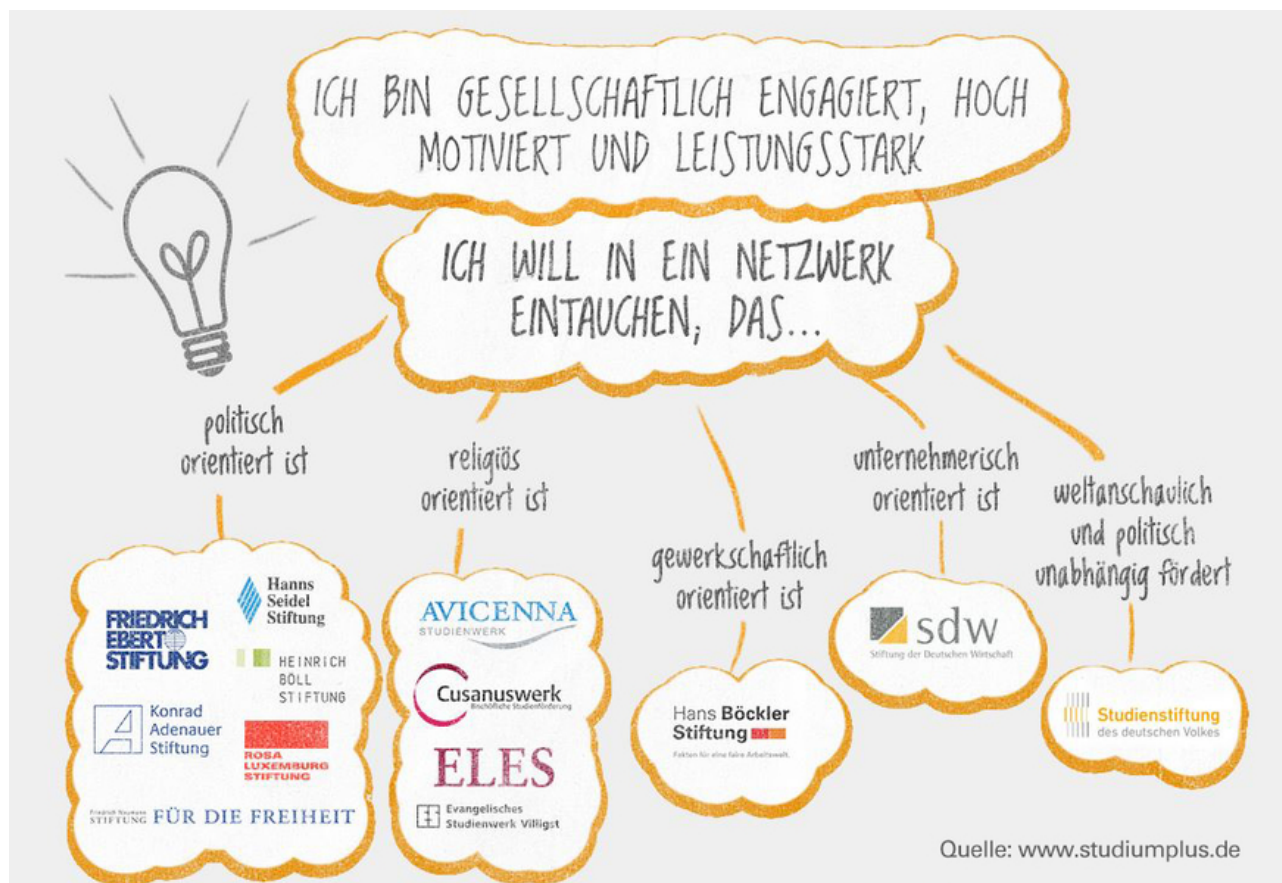 ICH BIN GESELLSCHAFTLICH ENGAGIERT, HOCH
MOTIVIERT UND LEISTUNGSSTARK
ICH WILL IN EIN NETZWERK
EINTAUCHEN, DAS...
politisch
orientiert ist
religiös
orientiert ist
gewerkschaftlich
orientiert ist
unternehmerisch
orientiert ist
weltanschaulich
und politisch
unabhängig fördert
FRIEDRICH
EBERT
STIFTUNG
Hanns
Seidel
Stiftung
HEINRICH
BÖLL
STIFTUNG
Konrad
Adenauer
Stiftung
ROSA
LUXEMBURG
STIFTUNG
Friedrich Naumann
STIFTUNG FÜR DIE FREIHEIT
AVICENNA
STUDIENWERK
Cusanuswerk
Bischöfliche Studienförderung
ELES
Evangelisches
Studienwerk Villigst
Hans Böckler
Stiftung
Fakten für eine faire Arbeitswelt.
sdw
Stiftung der Deutschen Wirtschaft
Studienstiftung
des deutschen Volkes
Quelle: www.studiumplus.de